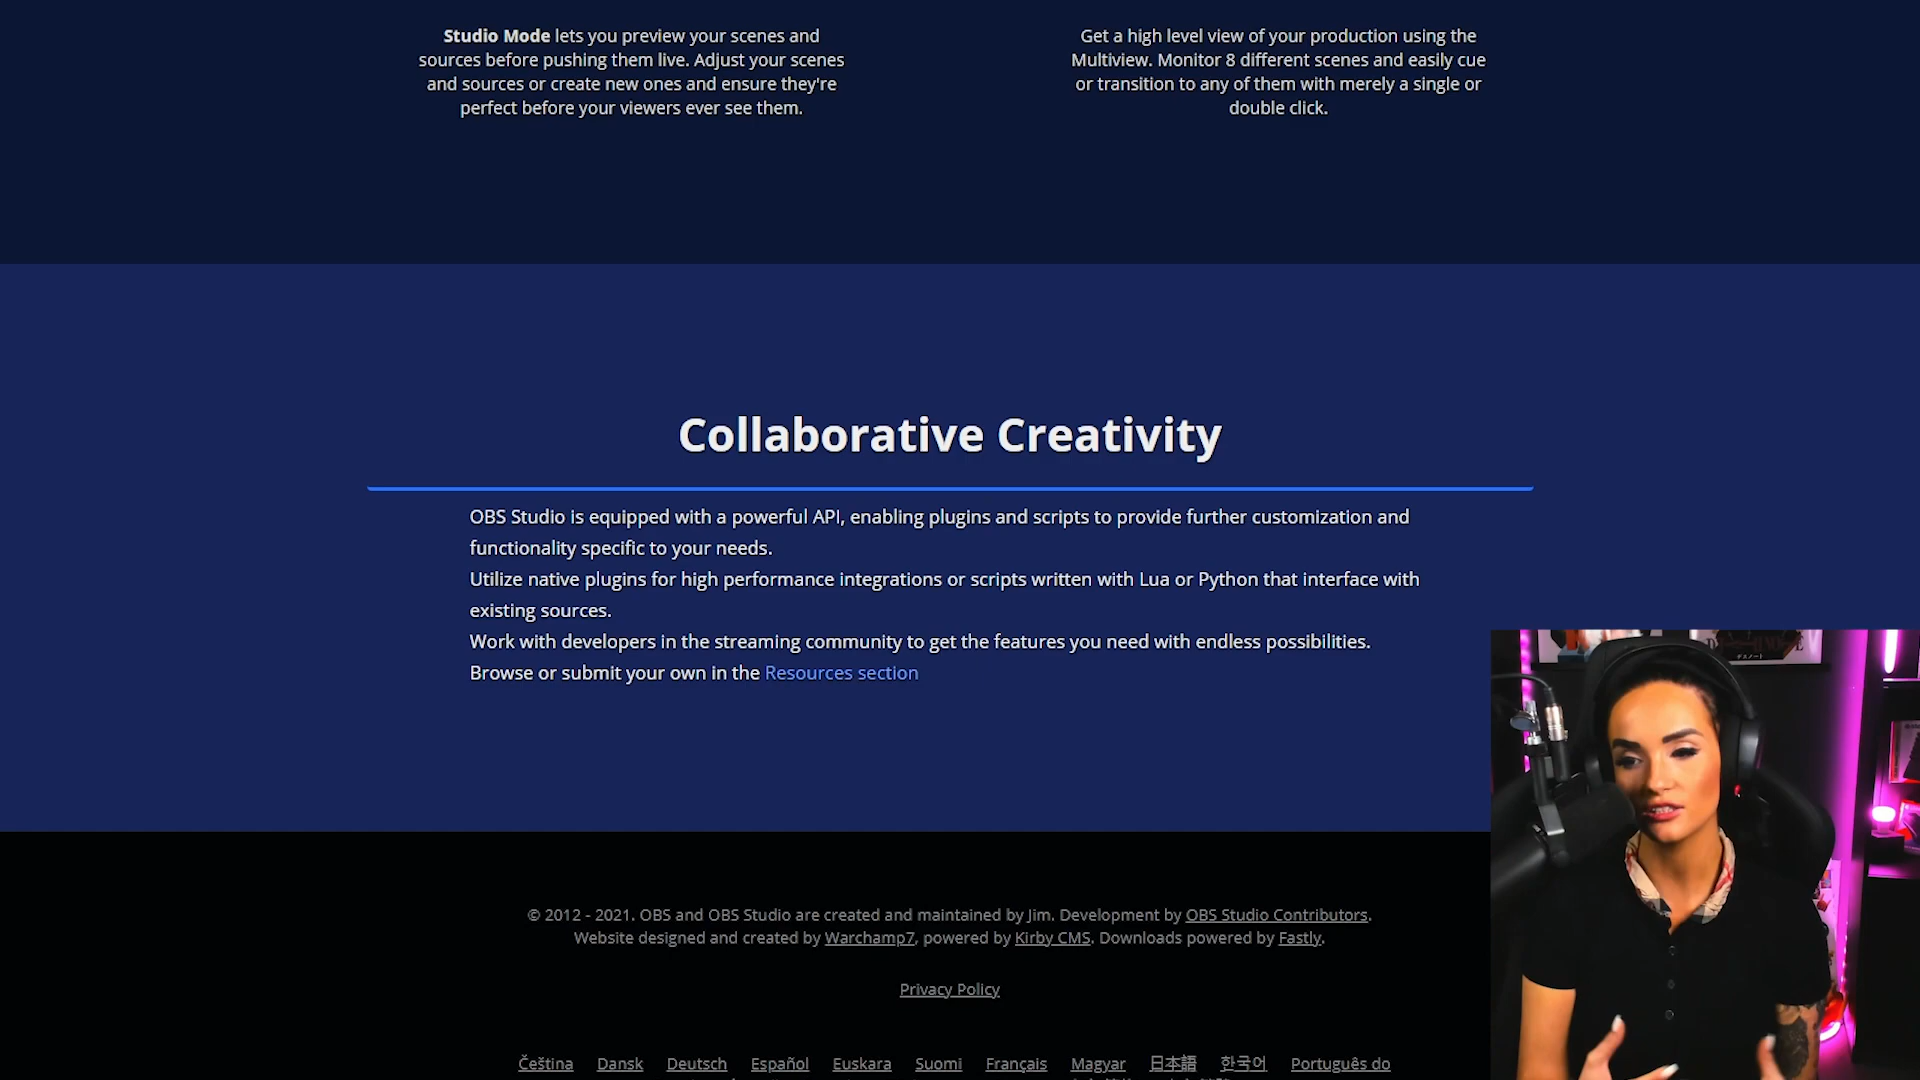 Studio Mode lets you preview your scenes and
sources before pushing them live. Adjust your scenes
and sources or create new ones and ensure they're
perfect before your viewers ever see them.
Get a high level view of your production using the
Multiview. Monitor 8 different scenes and easily cue
or transition to any of them with merely a single or
double click.
Collaborative Creativity
OBS Studio is equipped with a powerful API, enabling plugins and scripts to provide further customization and
functionality specific to your needs.
Utilize native plugins for high performance integrations or scripts written with Lua or Python that interface with
existing sources.
Work with developers in the streaming community to get the features you need with endless possibilities.
Browse or submit your own in the Resources section
© 2012 - 2021. OBS and OBS Studio are created and maintained by Jim. Development by OBS Studio Contributors.
Website designed and created by Warchamp7, powered by Kirby CMS. Downloads powered by Fastly.
Privacy Policy
Čeština Dansk Deutsch Español Euskara Suomi Français Magyar 日本語 한국어 Português do